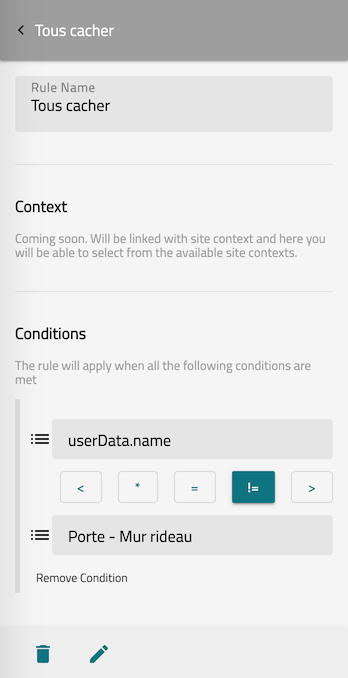 Tous cacher
Rule Name
Tous cacher
Context
Coming soon. Will be linked with site context and here you
will be able to select from the available site contexts.
Conditions
The rule will apply when all the following conditions are
met
userData.name
< * = != >
Porte - Mur rideau
Remove Condition